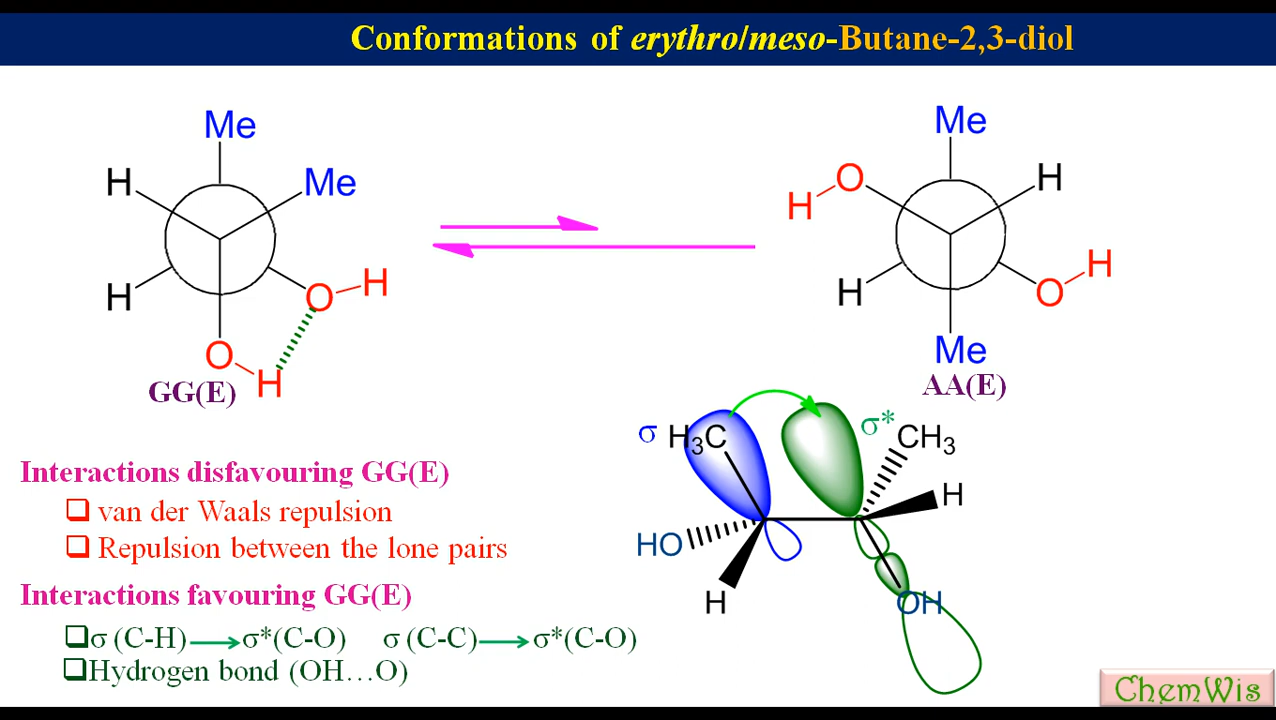 Conformations of erythro/meso-Butane-2,3-diol
Me
H
Me
H
O
H
O
H
GG(E)
Me
O
H
H
H
O
H
Me
AA(E)
σ
H₃C
σ*
CH₃
H
HO
H
OH
Interactions disfavouring GG(E)
❑ van der Waals repulsion
❑ Repulsion between the lone pairs
Interactions favouring GG(E)
❑σ (C-H)⟶σ*(C-O) σ (C-C)⟶σ*(C-O)
❑Hydrogen bond (OH…O)
ChemWis